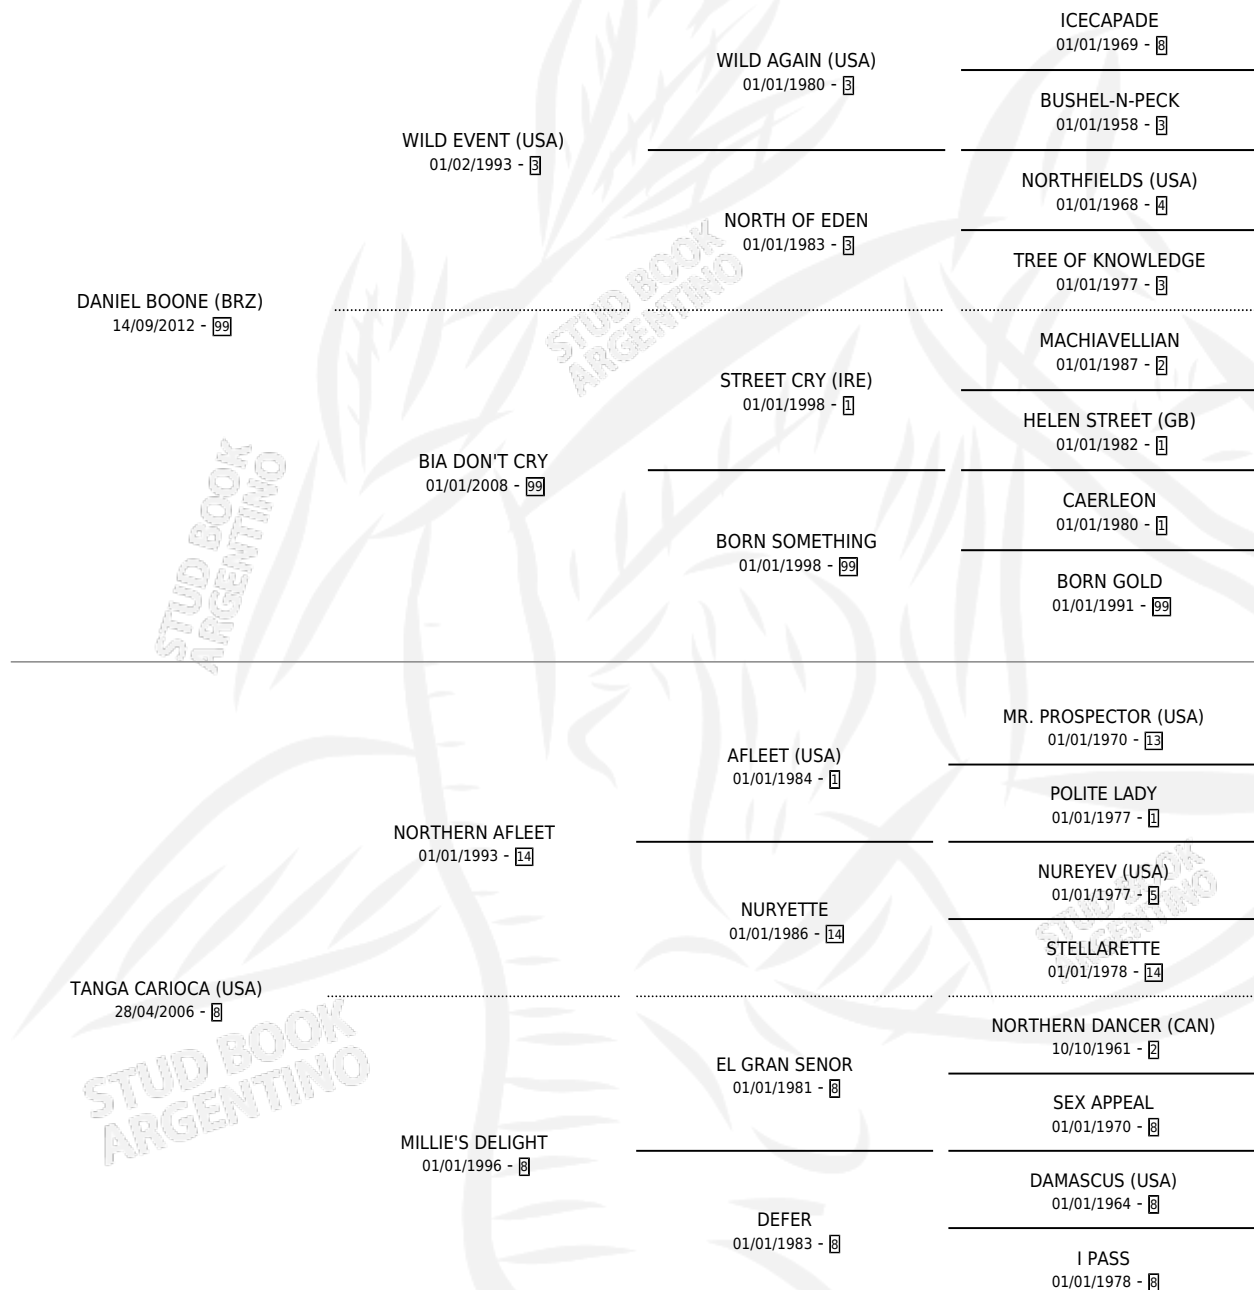 ICECAPADE
01/01/1969 - 8
WILD AGAIN (USA)
01/01/1980 - 3
BUSHEL-N-PECK
01/01/1958 - 3
WILD EVENT (USA)
01/02/1993 - 3
NORTHFIELDS (USA)
01/01/1968 - 4
NORTH OF EDEN
01/01/1983 - 3
TREE OF KNOWLEDGE
01/01/1977 - 3
STUD BOOK
ARGENTINO
DANIEL BOONE (BRZ)
14/09/2012 - 99
MACHIAVELLIAN
01/01/1987 - 2
STREET CRY (IRE)
01/01/1998 - 1
HELEN STREET (GB)
01/01/1982 - 1
BIA DON'T CRY
01/01/2008 - 99
CAERLEON
01/01/1980 - 1
BORN SOMETHING
01/01/1998 - 99
BORN GOLD
01/01/1991 - 99
STUD BOOK
ARGENTINO
MR. PROSPECTOR (USA)
01/01/1970 - 13
AFLEET (USA)
01/01/1984 - 1
POLITE LADY
01/01/1977 - 1
NORTHERN AFLEET
01/01/1993 - 14
NUREYEV (USA)
01/01/1977 - 5
NURYETTE
01/01/1986 - 14
STELLARETTE
01/01/1978 - 14
STUD BOOK
ARGENTINO
TANGA CARIOCA (USA)
28/04/2006 - 8
NORTHERN DANCER (CAN)
10/10/1961 - 2
EL GRAN SENOR
01/01/1981 - 8
SEX APPEAL
01/01/1970 - 8
STUD BOOK
ARGENTINO
MILLIE'S DELIGHT
01/01/1996 - 8
DAMASCUS (USA)
01/01/1964 - 8
DEFER
01/01/1983 - 8
I PASS
01/01/1978 - 8